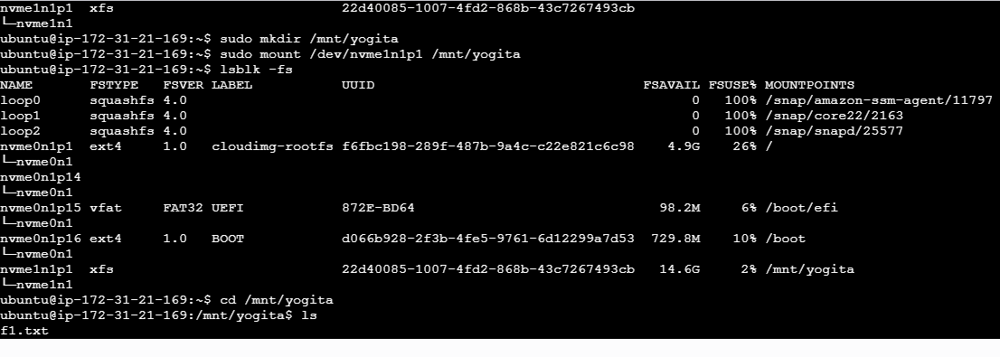 nvme1n1p1  xfs                               22d40085-1007-4fd2-868b-43c7267493cb
└─nvme1n1
ubuntu@ip-172-31-21-169:~$ sudo mkdir /mnt/yogita
ubuntu@ip-172-31-21-169:~$ sudo mount /dev/nvme1n1p1 /mnt/yogita
ubuntu@ip-172-31-21-169:~$ lsblk -fs
NAME       FSTYPE   FSVER LABEL           UUID                                 FSAVAIL FSUSE% MOUNTPOINTS
loop0      squashfs 4.0                                                              0   100% /snap/amazon-ssm-agent/11797
loop1      squashfs 4.0                                                              0   100% /snap/core22/2163
loop2      squashfs 4.0                                                              0   100% /snap/snapd/25577
nvme0n1p1  ext4     1.0   cloudimg-rootfs f6fbc198-289f-487b-9a4c-c22e821c6c98    4.9G    26% /
└─nvme0n1
nvme0n1p14
└─nvme0n1
nvme0n1p15 vfat     FAT32 UEFI            872E-BD64                              98.2M     6% /boot/efi
└─nvme0n1
nvme0n1p16 ext4     1.0   BOOT            d066b928-2f3b-4fe5-9761-6d12299a7d53  729.8M    10% /boot
└─nvme0n1
nvme1n1p1  xfs                            22d40085-1007-4fd2-868b-43c7267493cb   14.6G     2% /mnt/yogita
└─nvme1n1
ubuntu@ip-172-31-21-169:~$ cd /mnt/yogita
ubuntu@ip-172-31-21-169:/mnt/yogita$ ls
f1.txt